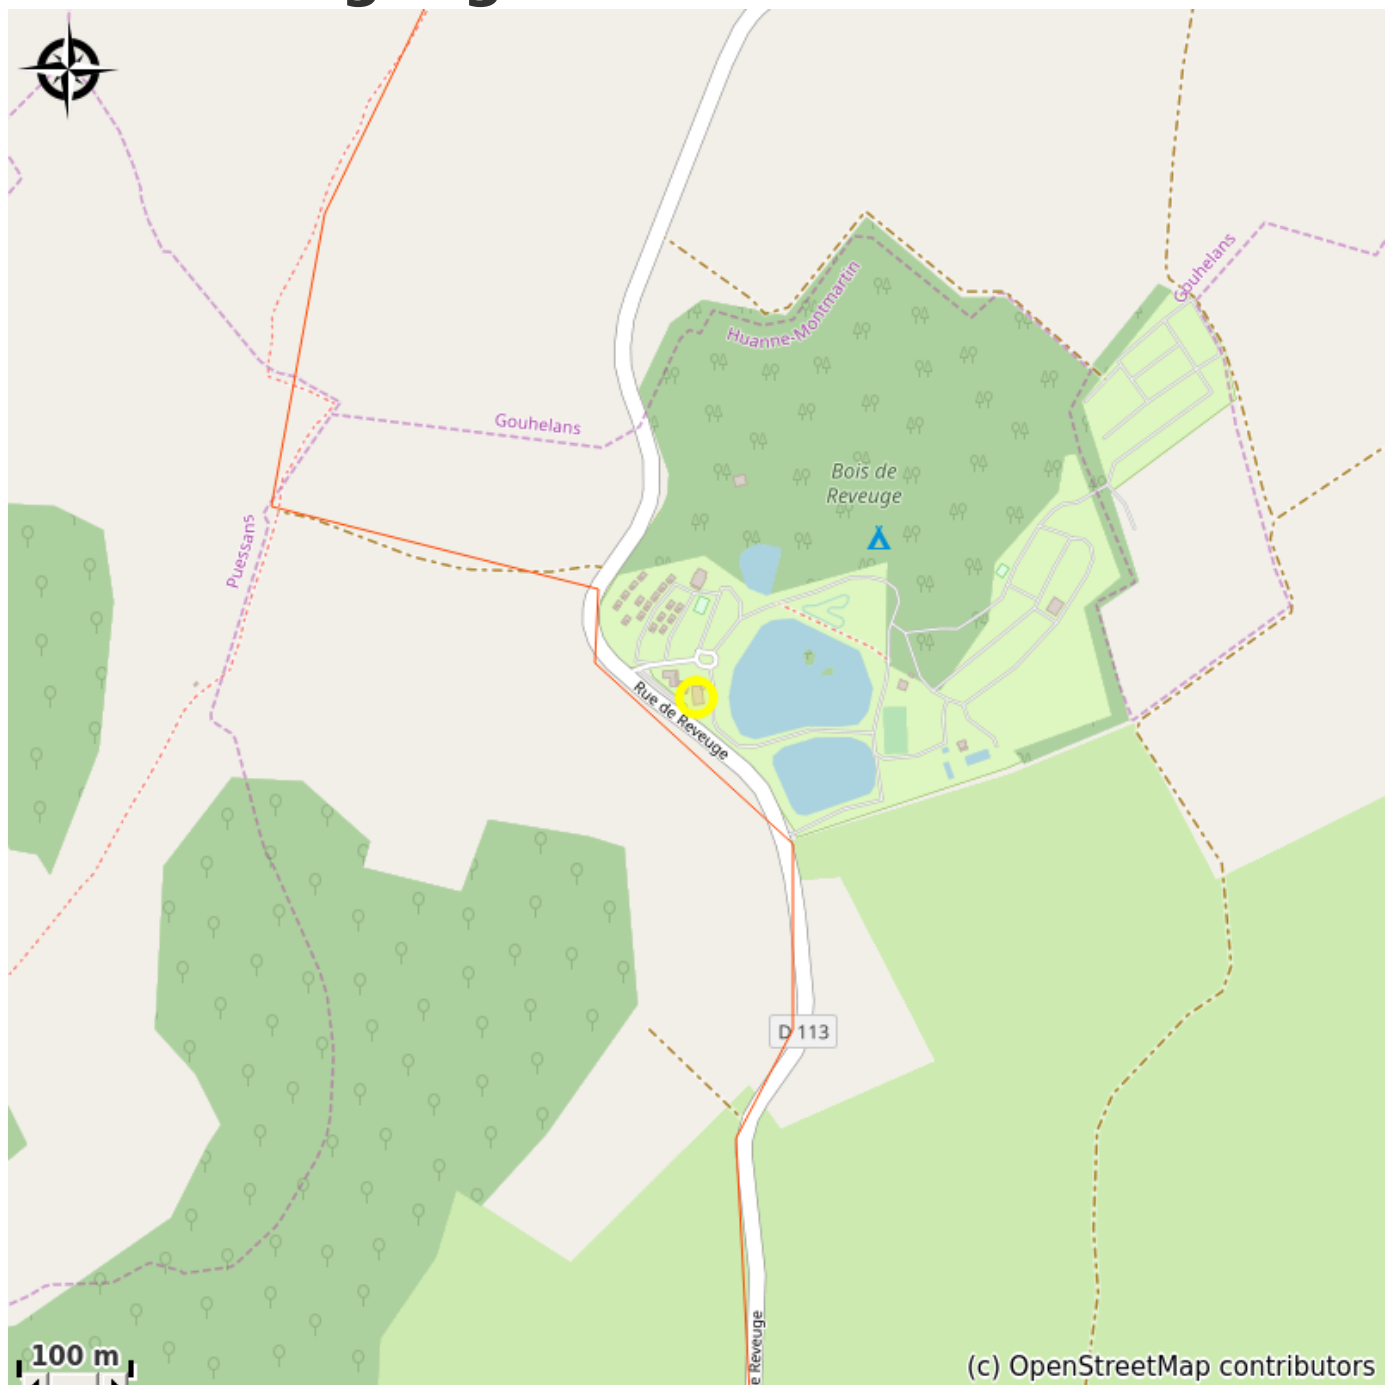 Gouhelans
Huanne-Montmartin
Gouhelans
Bois de
Reveuge
Puessans
Rue de Reveuge
D 113
e Reveuge
100 m
(c) OpenStreetMap contributors